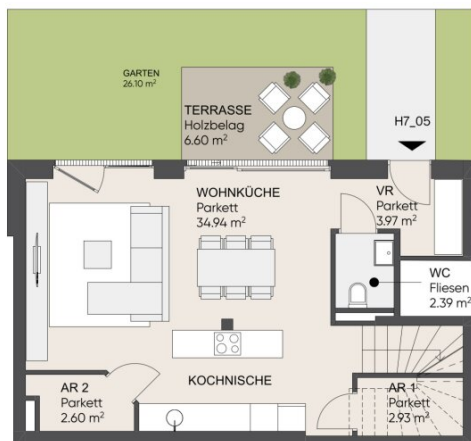 GARTEN
26.10 m²
TERRASSE
Holzbelag
6.60 m²
H7_05
WOHNKÜCHE
Parkett
34.94 m²
VR
Parkett
3.97 m²
WC
Fliesen
2.39 m²
KOCHNISCHE
AR 2
Parkett
2.60 m²
AR 1
Parkett
2.93 m²